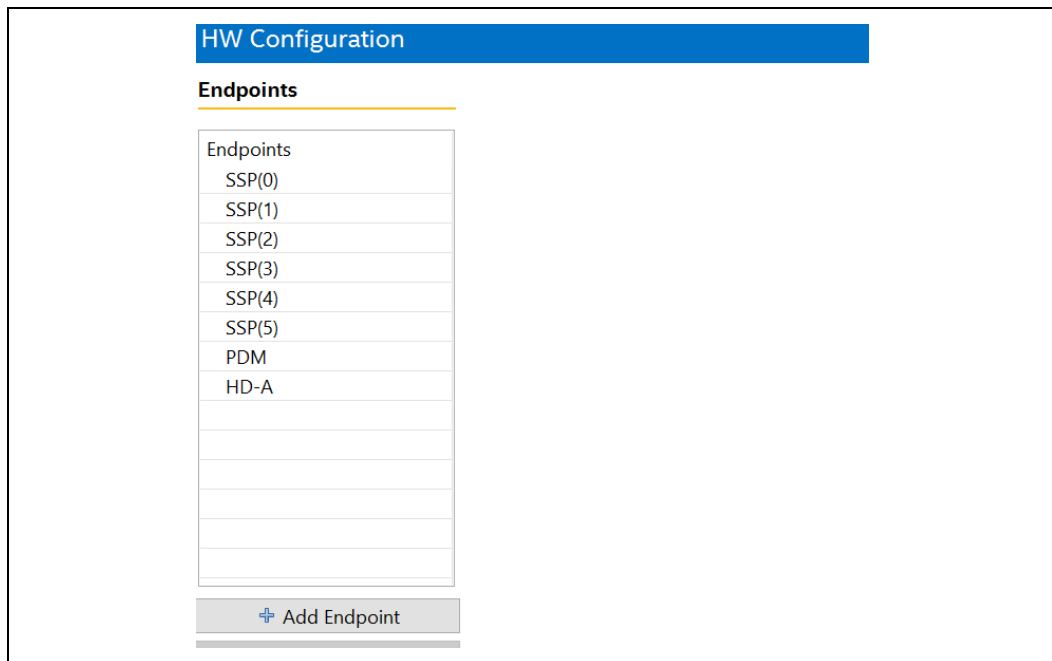 HW Configuration
Endpoints
Endpoints
SSP(0)
SSP(1)
SSP(2)
SSP(3)
SSP(4)
SSP(5)
PDM
HD-A
Add Endpoint